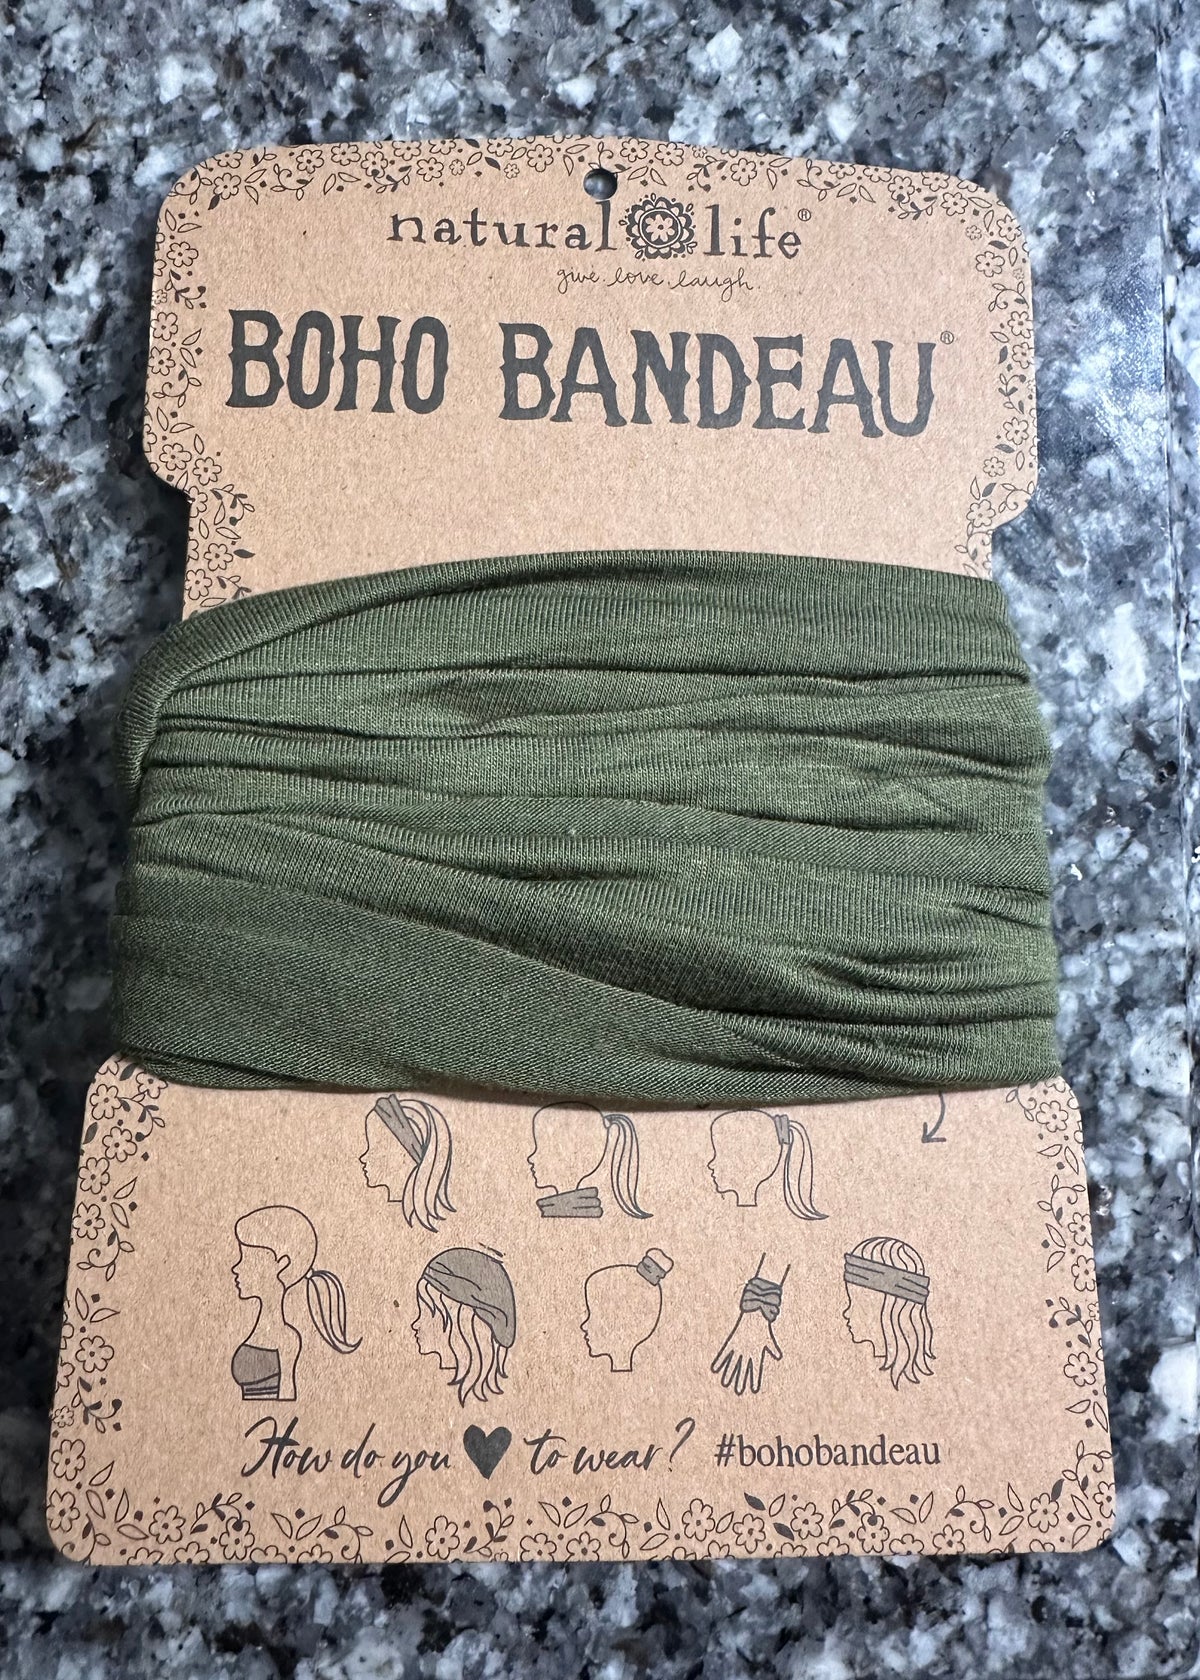 natural life®
give. love. laugh.
BOHO BANDEAU®
How do you to wear? #bohobandeau